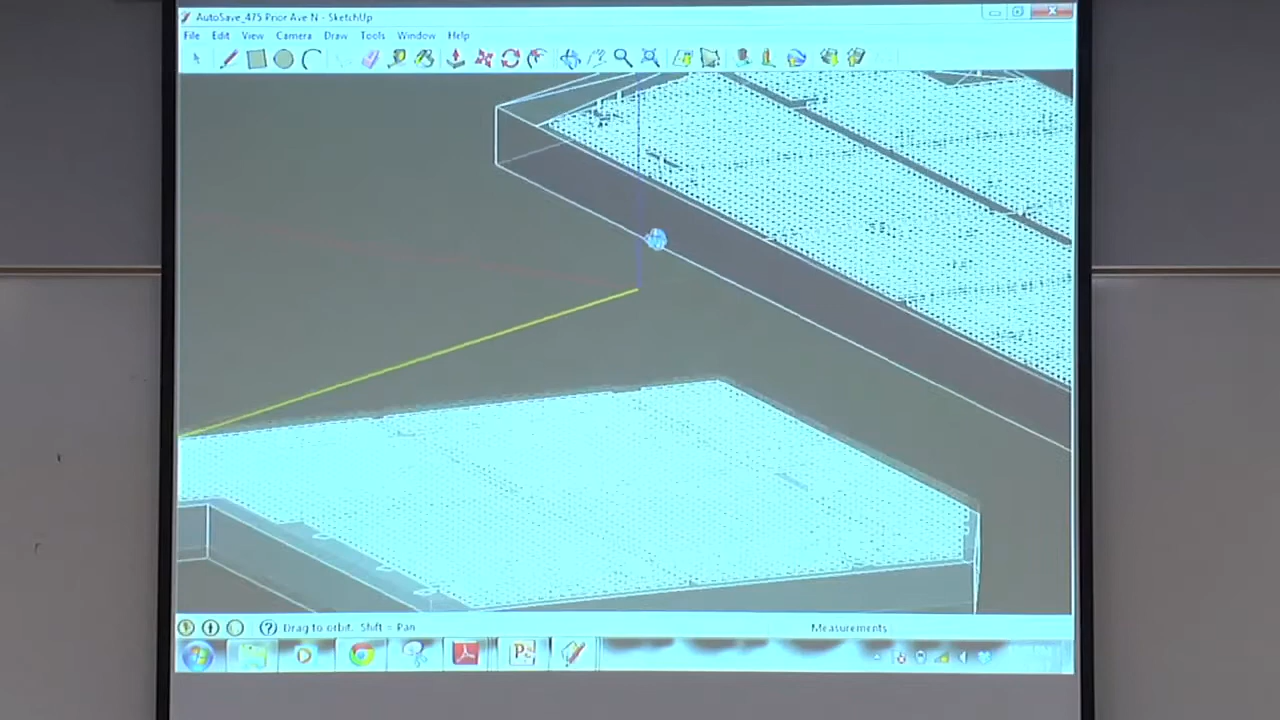 AutoSave_475 Prior Ave N - SketchUp
File Edit View Camera Draw Tools Window Help
Drag to orbit. Shift = Pan
Measurements